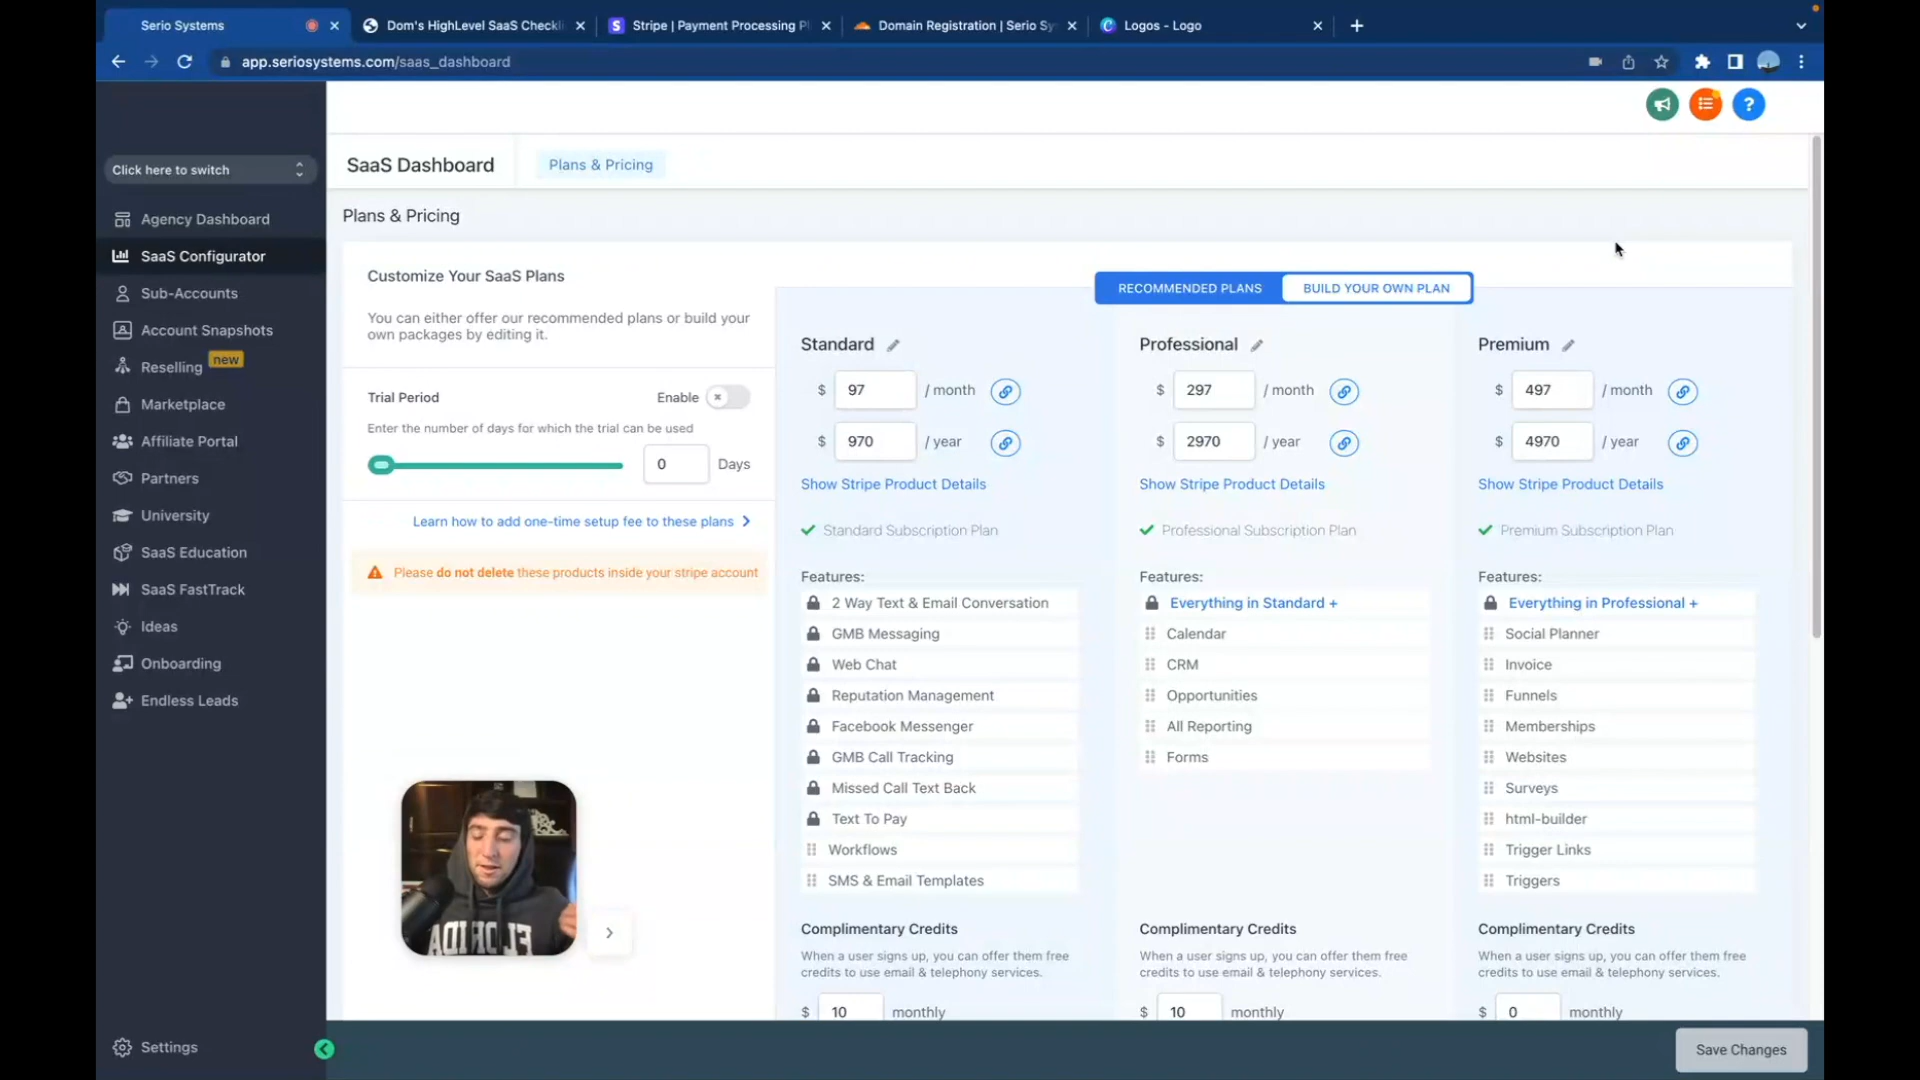 Serio Systems
Dom's HighLevel SaaS Checkli
Stripe | Payment Processing Pl
Domain Registration | Serio Sy
Logos - Logo
app.seriosystems.com/saas_dashboard
Click here to switch
Agency Dashboard
SaaS Configurator
Sub-Accounts
Account Snapshots
Reselling new
Marketplace
Affiliate Portal
Partners
University
SaaS Education
SaaS FastTrack
Ideas
Onboarding
Endless Leads
Settings
SaaS Dashboard
Plans & Pricing
Plans & Pricing
Customize Your SaaS Plans
You can either offer our recommended plans or build your
own packages by editing it.
Trial Period
Enable
Enter the number of days for which the trial can be used
0 Days
Learn how to add one-time setup fee to these plans
Please do not delete these products inside your stripe account
RECOMMENDED PLANS
BUILD YOUR OWN PLAN
Standard
$ 97 / month
$ 970 / year
Show Stripe Product Details
Standard Subscription Plan
Features:
2 Way Text & Email Conversation
GMB Messaging
Web Chat
Reputation Management
Facebook Messenger
GMB Call Tracking
Missed Call Text Back
Text To Pay
Workflows
SMS & Email Templates
Complimentary Credits
When a user signs up, you can offer them free
credits to use email & telephony services.
$ 10 monthly
Professional
$ 297 / month
$ 2970 / year
Show Stripe Product Details
Professional Subscription Plan
Features:
Everything in Standard +
Calendar
CRM
Opportunities
All Reporting
Forms
Complimentary Credits
When a user signs up, you can offer them free
credits to use email & telephony services.
$ 10 monthly
Premium
$ 497 / month
$ 4970 / year
Show Stripe Product Details
Premium Subscription Plan
Features:
Everything in Professional +
Social Planner
Invoice
Funnels
Memberships
Websites
Surveys
html-builder
Trigger Links
Triggers
Complimentary Credits
When a user signs up, you can offer them free
credits to use email & telephony services.
$ 0 monthly
Save Changes
FLORIDA